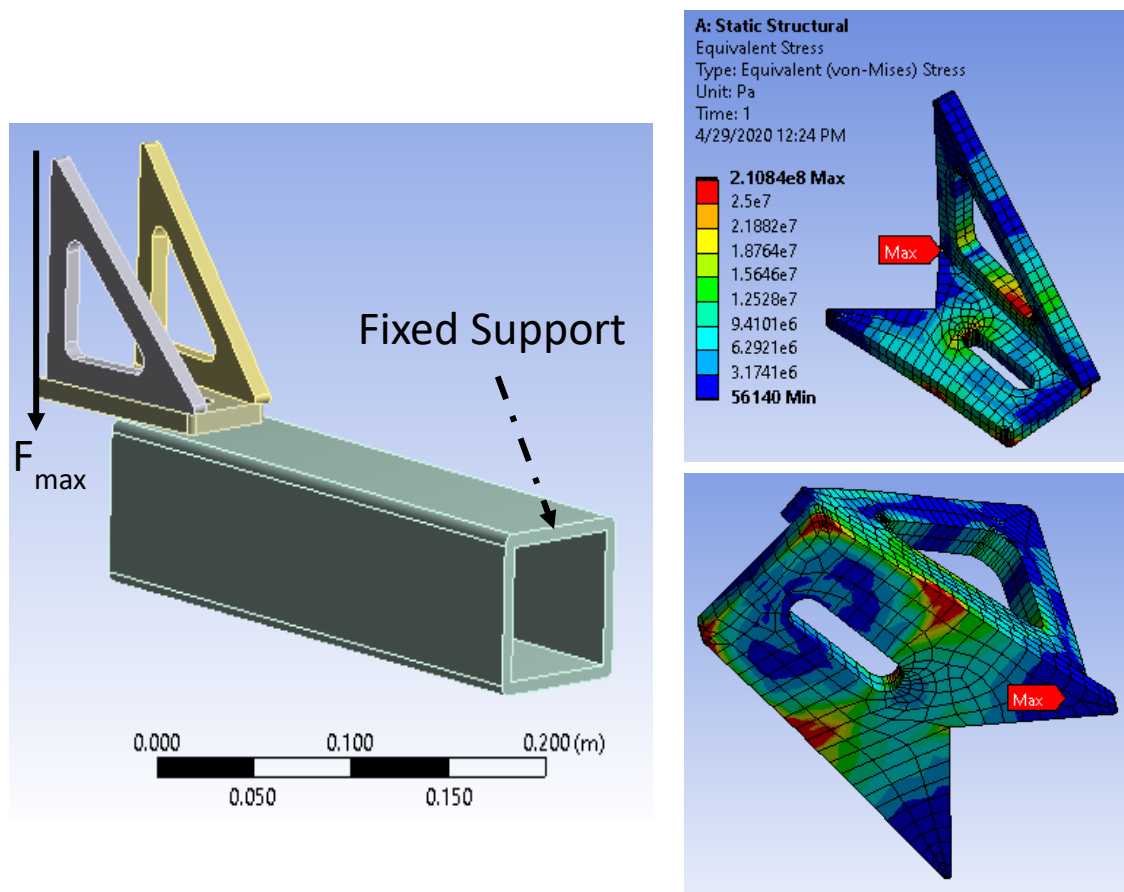 Fixed Support
F max
0.000 0.100 0.200 (m)
0.050 0.150
A: Static Structural
Equivalent Stress
Type: Equivalent (von-Mises) Stress
Unit: Pa
Time: 1
4/29/2020 12:24 PM
2.1084e8 Max
2.5e7
2.1882e7
1.8764e7
1.5646e7
1.2528e7
9.4101e6
6.2921e6
3.1741e6
56140 Min
Max
Max